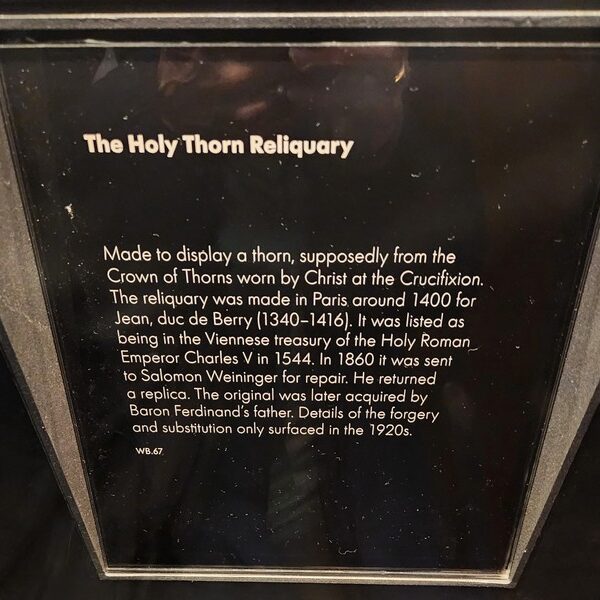 The Holy Thorn Reliquary
Made to display a thorn, supposedly from the
Crown of Thorns worn by Christ at the Crucifixion.
The reliquary was made in Paris around 1400 for
Jean, duc de Berry (1340–1416). It was listed as
being in the Viennese treasury of the Holy Roman
Emperor Charles V in 1544. In 1860 it was sent
to Salomon Weininger for repair. He returned
a replica. The original was later acquired by
Baron Ferdinand's father. Details of the forgery
and substitution only surfaced in the 1920s.
WB.67